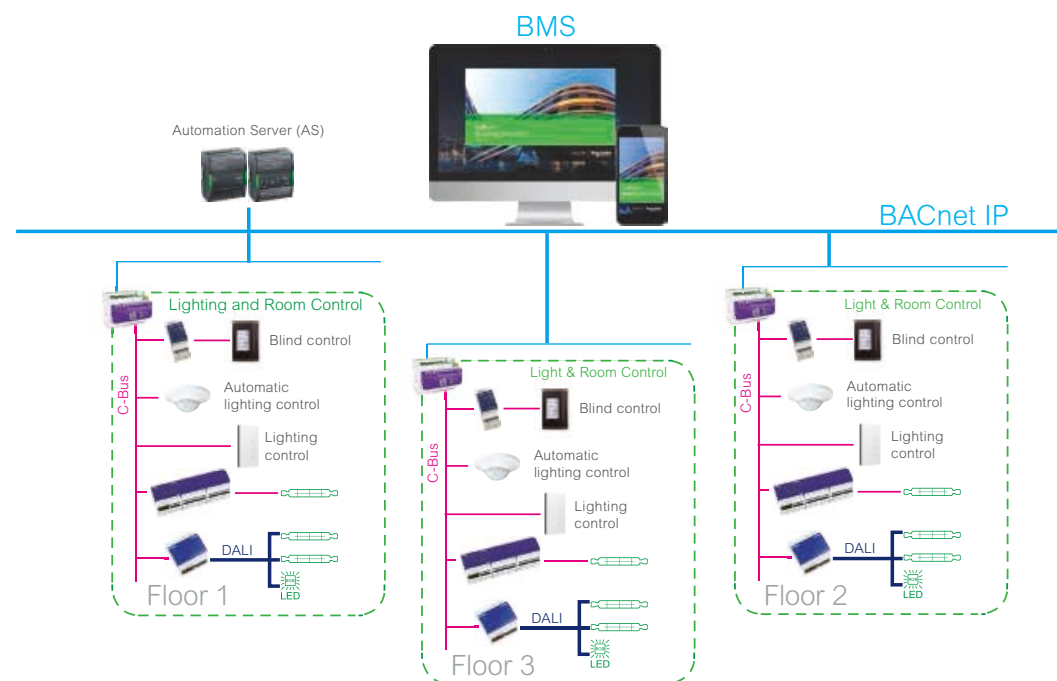 BMS
Automation Server (AS)
BACnet IP
Lighting and Room Control
Blind control
C-Bus
Automatic
lighting control
Lighting
control
DALI
LED
Floor 1
Light & Room Control
Blind control
C-Bus
Automatic
lighting control
Lighting
control
DALI
LED
Floor 3
Light & Room Control
Blind control
C-Bus
Automatic
lighting control
Lighting
control
DALI
LED
Floor 2